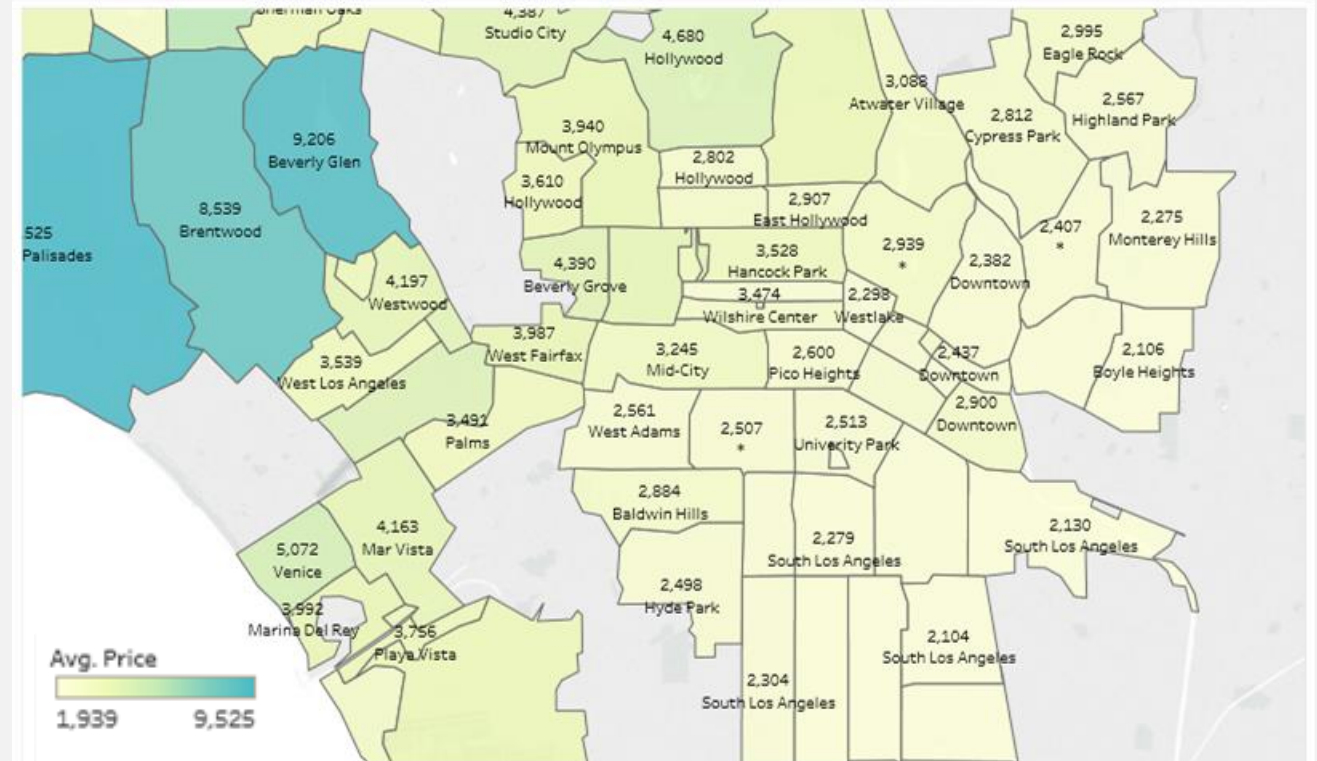 Sherman Oaks
4,387
Studio City
4,680
Hollywood
2,995
Eagle Rock
3,088
Atwater Village
2,567
Highland Park
2,812
Cypress Park
9,206
Beverly Glen
3,940
Mount Olympus
2,802
Hollywood
3,610
Hollywood
2,907
East Hollywood
8,539
Brentwood
525
Palisades
2,407
*
2,275
Monterey Hills
2,939
*
3,528
Hancock Park
2,382
Downtown
4,390
Beverly Grove
4,197
Westwood
3,474
Wilshire Center
2,298
Westlake
3,987
West Fairfax
3,245
Mid-City
2,600
Pico Heights
2,437
Downtown
2,106
Boyle Heights
3,539
West Los Angeles
2,900
Downtown
3,491
Palms
2,561
West Adams
2,507
*
2,513
Univerity Park
2,884
Baldwin Hills
4,163
Mar Vista
2,279
South Los Angeles
2,130
South Los Angeles
5,072
Venice
2,498
Hyde Park
3,992
Marina Del Rey
3,756
Playa Vista
2,104
South Los Angeles
2,304
South Los Angeles
Avg. Price
1,939 9,525